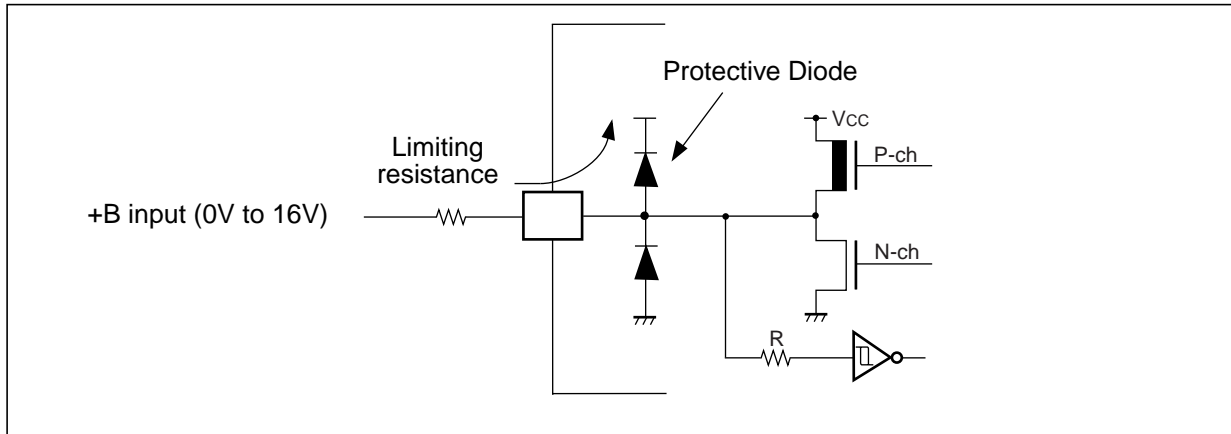 Protective Diode
VCC
Limiting
resistance
P-ch
+B input (0V to 16V)
N-ch
R